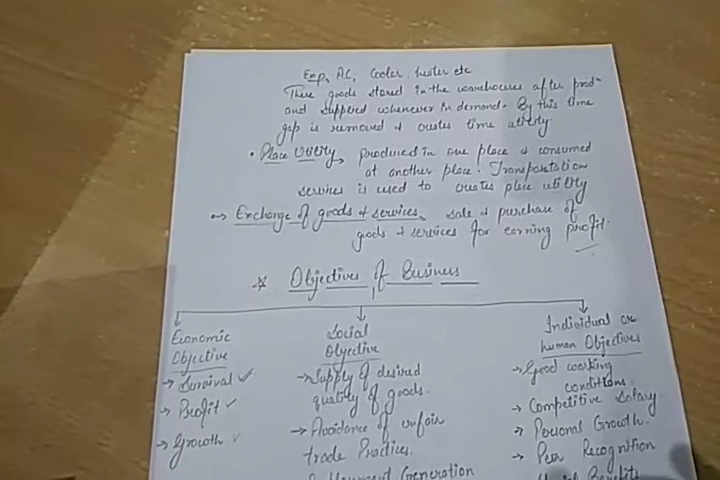 Exmp, AC, Cooler, heater etc
These goods stored in the warehouses after prodn
and supplied whenever in demand. By this time
gap is removed & creates time utility.
• Place Utility, produced in one place & consumed
at another place. Transportation
services is used to creates place utility
→ Exchange of goods & services, sale & purchase of
goods & services for earning profit.
* Objectives of Business
Economic
Objective
→ Survival ✓
→ Profit ✓
→ Growth ✓
Social
Objective
→ Supply of desired
quality of goods.
→ Avoidance of unfair
trade Practices.
Generation
Individual or
human Objectives
→ Good working
conditions.
→ Competitive Salary
→ Personal Growth.
→ Peer Recognition
Benefits